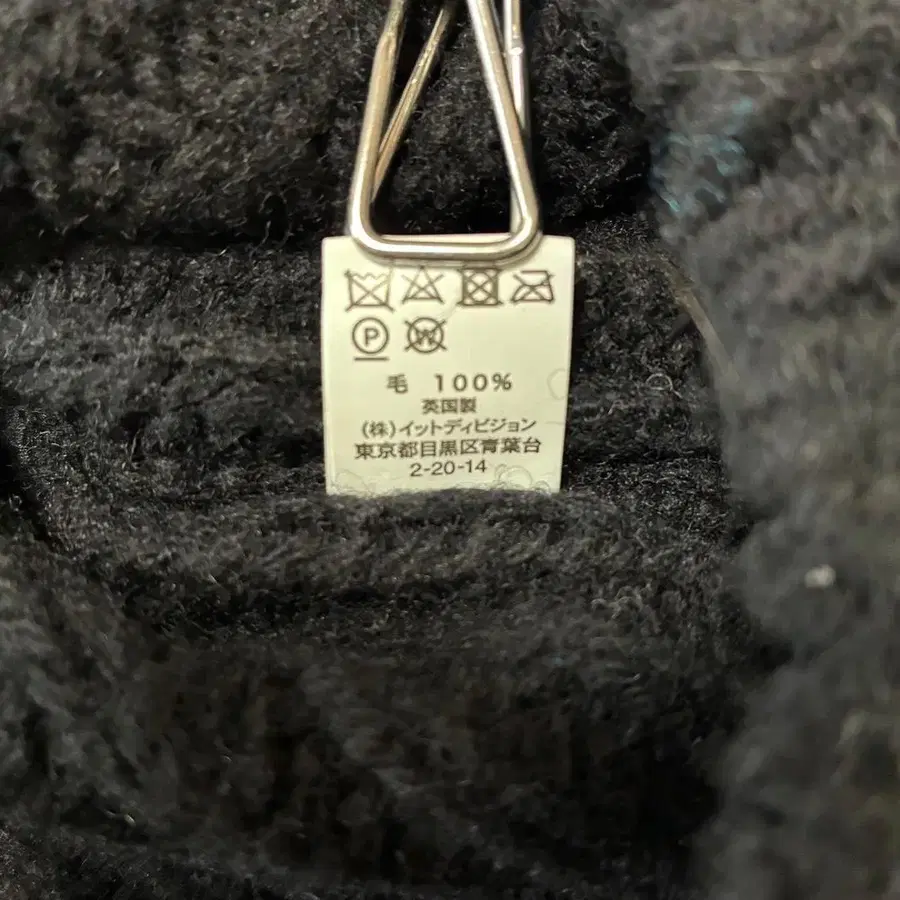 P W
毛 100%
英国製
(株)イットディビジョン
東京都目黒区青葉台
2-20-14